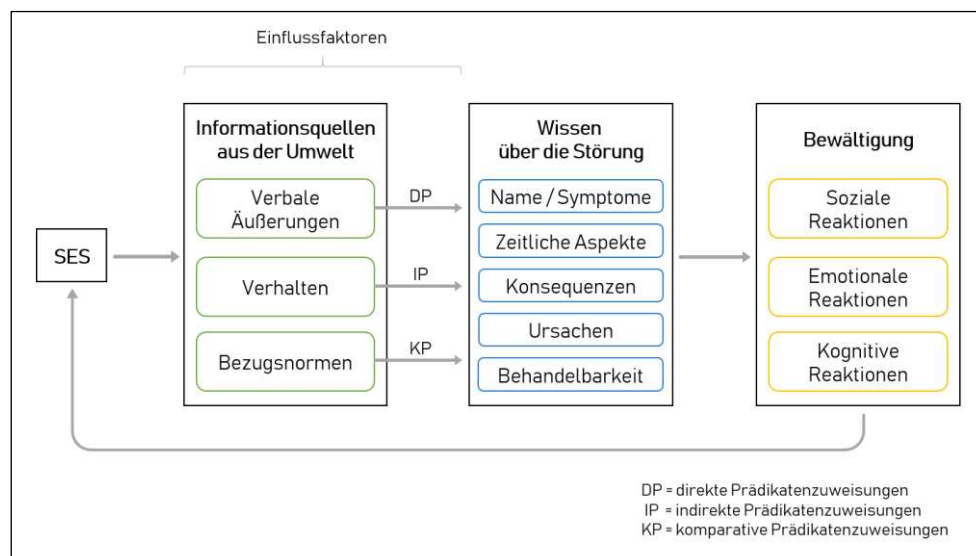 Einflussfaktoren
Informationsquellen
aus der Umwelt
Verbale
Äußerungen
Verhalten
Bezugsnormen
SES
DP
IP
KP
Wissen
über die Störung
Name / Symptome
Zeitliche Aspekte
Konsequenzen
Ursachen
Behandelbarkeit
Bewältigung
Soziale
Reaktionen
Emotionale
Reaktionen
Kognitive
Reaktionen
DP = direkte Prädikatenzuweisungen
IP = indirekte Prädikatenzuweisungen
KP = komparative Prädikatenzuweisungen